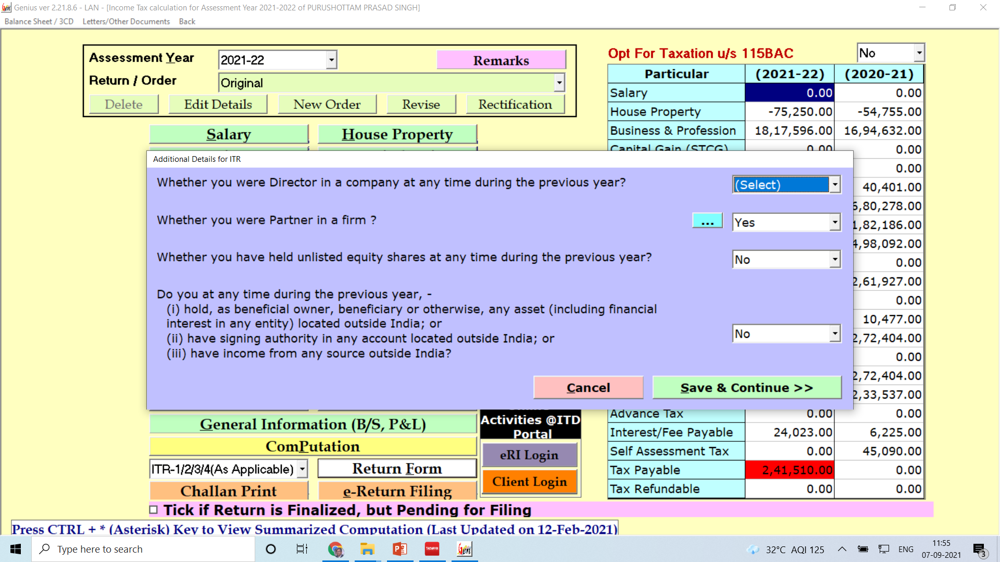 Genius ver 2.21.8.6 - LAN - [Income Tax calculation for Assessment Year 2021-2022 of PURUSHOTTAM PRASAD SINGH]
Balance Sheet / 3CD Letters/Other Documents Back
Assessment Year 2021-22 Remarks
Return / Order Original
Delete Edit Details New Order Revise Rectification
Salary House Property
Opt For Taxation u/s 115BAC No
Particular (2021-22) (2020-21)
Salary 0.00 0.00
House Property -75,250.00 -54,755.00
Business & Profession 18,17,596.00 16,94,632.00
Capital Gain (STCG) 0.00 0.00
0.00
40,401.00
6,80,278.00
1,82,186.00
4,98,092.00
0.00
2,61,927.00
0.00
10,477.00
2,72,404.00
0.00
2,72,404.00
2,33,537.00
Additional Details for ITR
Whether you were Director in a company at any time during the previous year? (Select)
Whether you were Partner in a firm ? ... Yes
Whether you have held unlisted equity shares at any time during the previous year? No
Do you at any time during the previous year, -
(i) hold, as beneficial owner, beneficiary or otherwise, any asset (including financial
interest in any entity) located outside India; or
(ii) have signing authority in any account located outside India; or
(iii) have income from any source outside India?
No
Cancel Save & Continue >>
Advance Tax 0.00 0.00
Interest/Fee Payable 24,023.00 6,225.00
Self Assessment Tax 0.00 45,090.00
Tax Payable 2,41,510.00 0.00
Tax Refundable 0.00 0.00
General Information (B/S, P&L)
ComPutation
ITR-1/2/3/4(As Applicable) Return Form
Challan Print e-Return Filing
Activities @ITD
Portal
eRI Login
Client Login
Tick if Return is Finalized, but Pending for Filing
Press CTRL + * (Asterisk) Key to View Summarized Computation (Last Updated on 12-Feb-2021)
Type here to search
TAXMANN
Gen
32°C AQI 125
ENG
11:55
07-09-2021
3